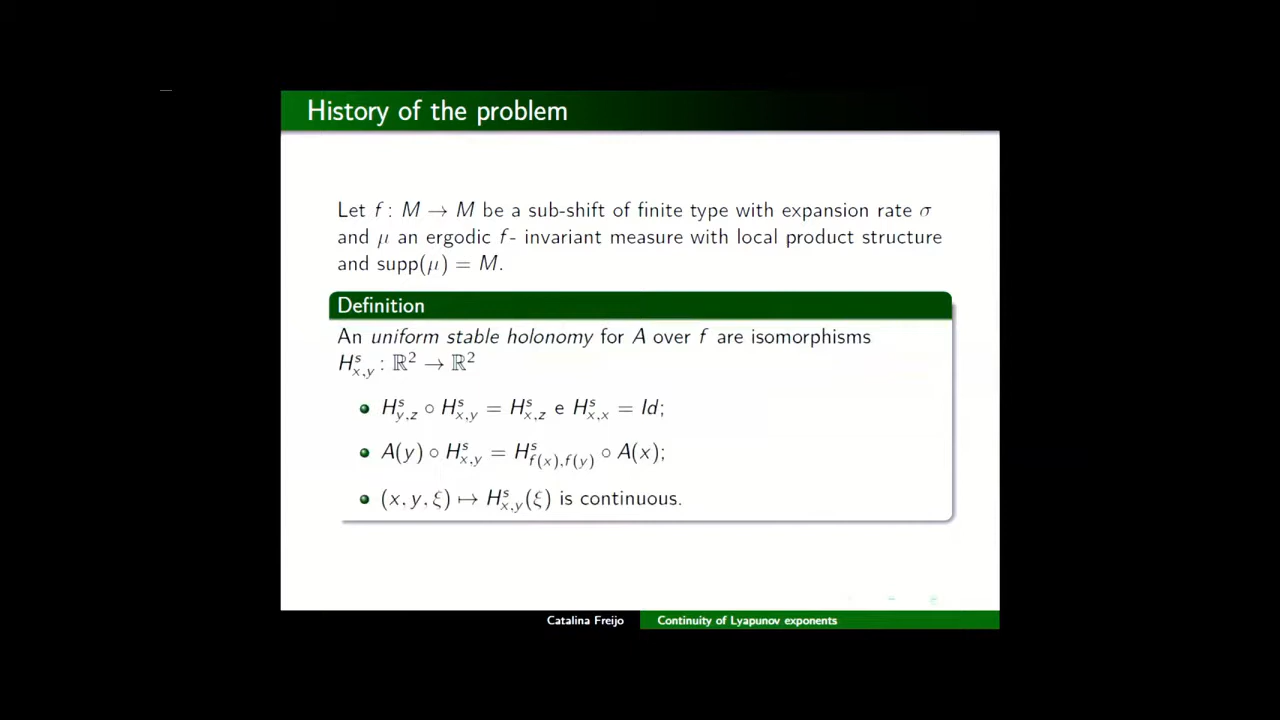 History of the problem
Let f : M → M be a sub-shift of finite type with expansion rate σ
and μ an ergodic f- invariant measure with local product structure
and supp(μ) = M.
Definition
An uniform stable holonomy for A over f are isomorphisms
H^s_{x,y} : ℝ² → ℝ²
H^s_{y,z} ∘ H^s_{x,y} = H^s_{x,z} e H^s_{x,x} = Id;
A(y) ∘ H^s_{x,y} = H^s_{f(x),f(y)} ∘ A(x);
(x, y, ξ) ↦ H^s_{x,y}(ξ) is continuous.
Catalina Freijo Continuity of Lyapunov exponents